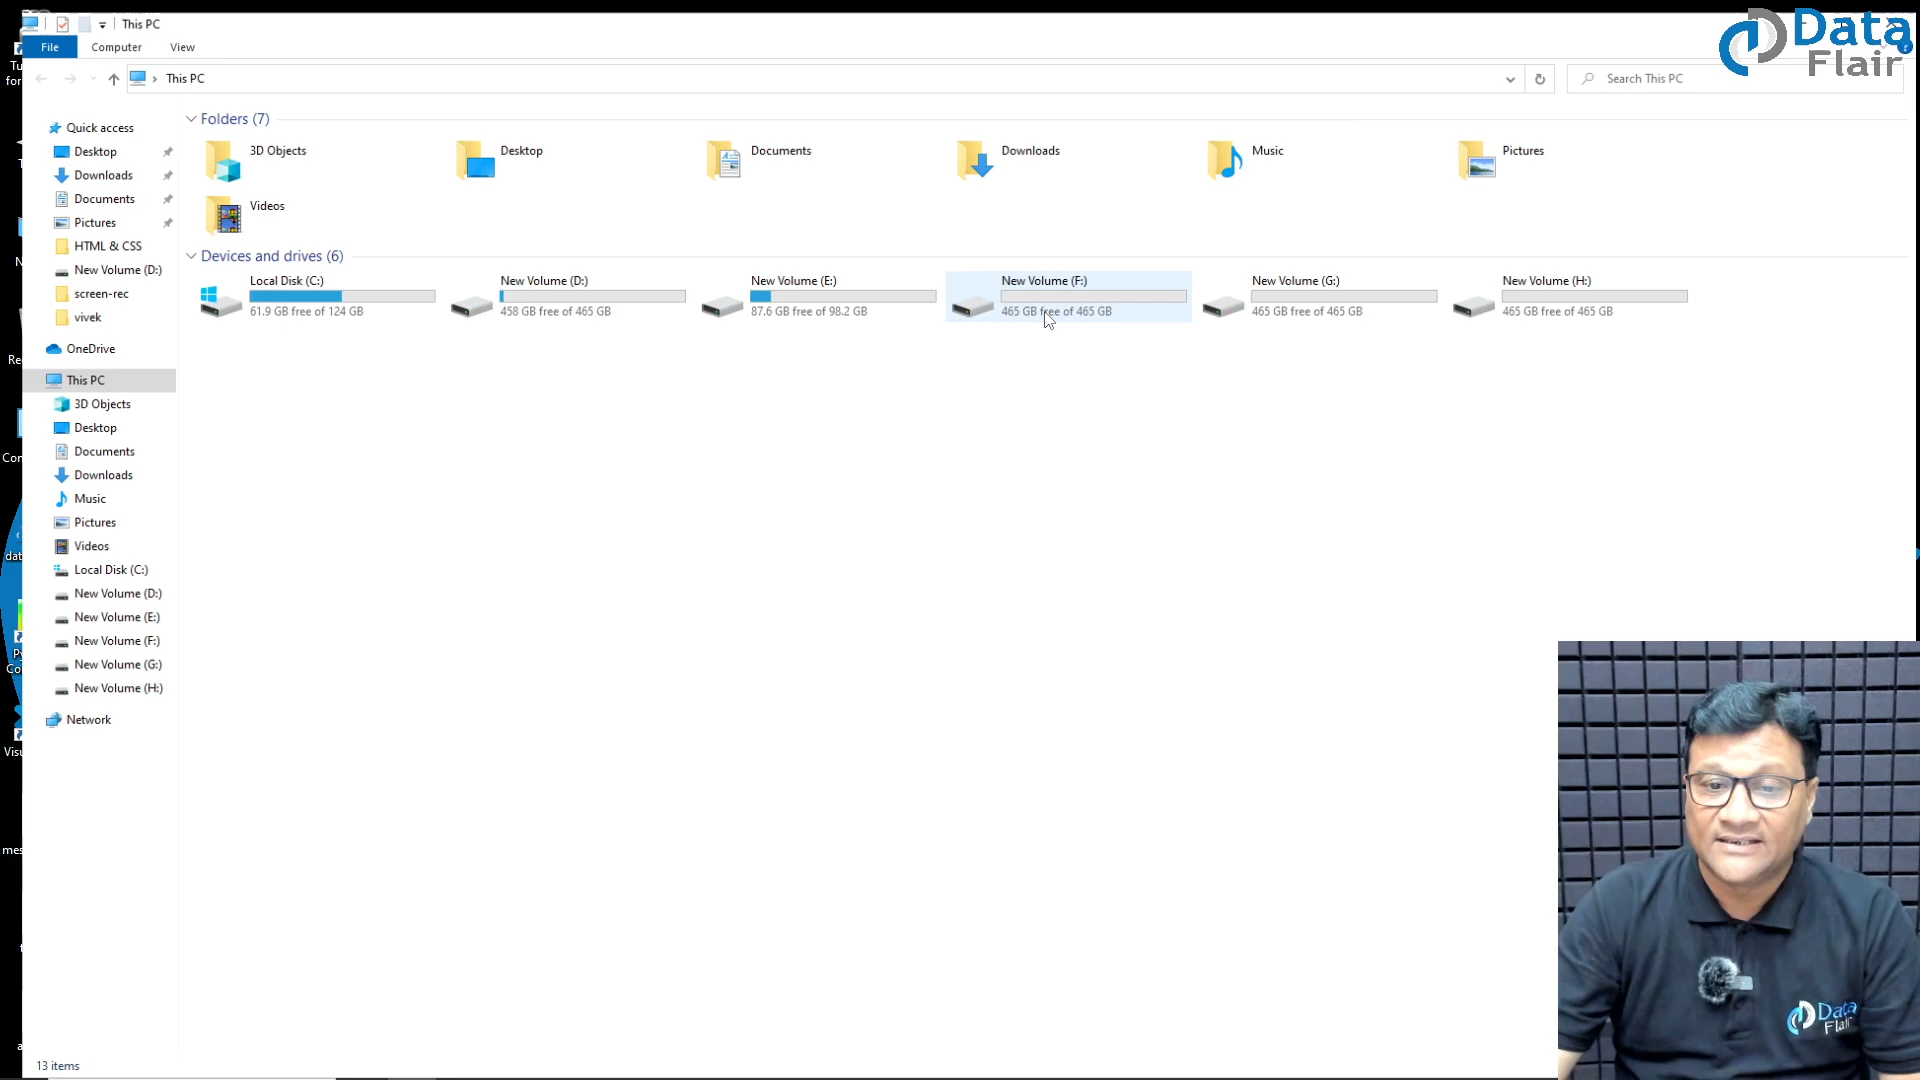 This PC
Data
Flair
File
Computer
View
This PC
Search This PC
Quick access
Desktop
Downloads
Documents
Pictures
HTML & CSS
New Volume (D:)
screen-rec
vivek
OneDrive
This PC
3D Objects
Desktop
Documents
Downloads
Music
Pictures
Videos
Local Disk (C:)
New Volume (D:)
New Volume (E:)
New Volume (F:)
New Volume (G:)
New Volume (H:)
Network
Folders (7)
3D Objects
Desktop
Documents
Downloads
Music
Pictures
Videos
Devices and drives (6)
Local Disk (C:)
61.9 GB free of 124 GB
New Volume (D:)
458 GB free of 465 GB
New Volume (E:)
87.6 GB free of 98.2 GB
New Volume (F:)
465 GB free of 465 GB
New Volume (G:)
465 GB free of 465 GB
New Volume (H:)
465 GB free of 465 GB
13 items
Data
Flair